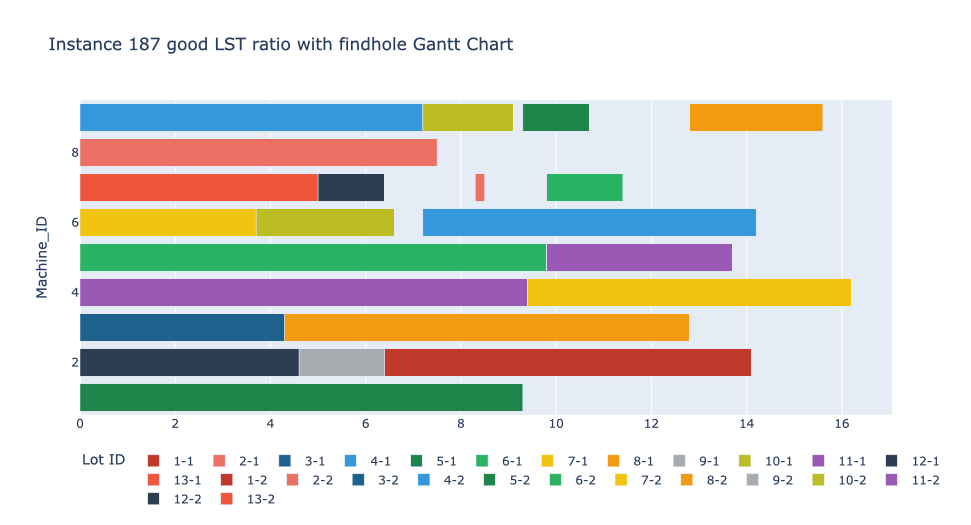 Instance 187 good LST ratio with findhole Gantt Chart
8
6
4
2
Machine_ID
0 2 4 6 8 10 12 14 16
Lot ID 1-1 2-1 3-1 4-1 5-1 6-1 7-1 8-1 9-1 10-1 11-1 12-1
13-1 1-2 2-2 3-2 4-2 5-2 6-2 7-2 8-2 9-2 10-2 11-2
12-2 13-2